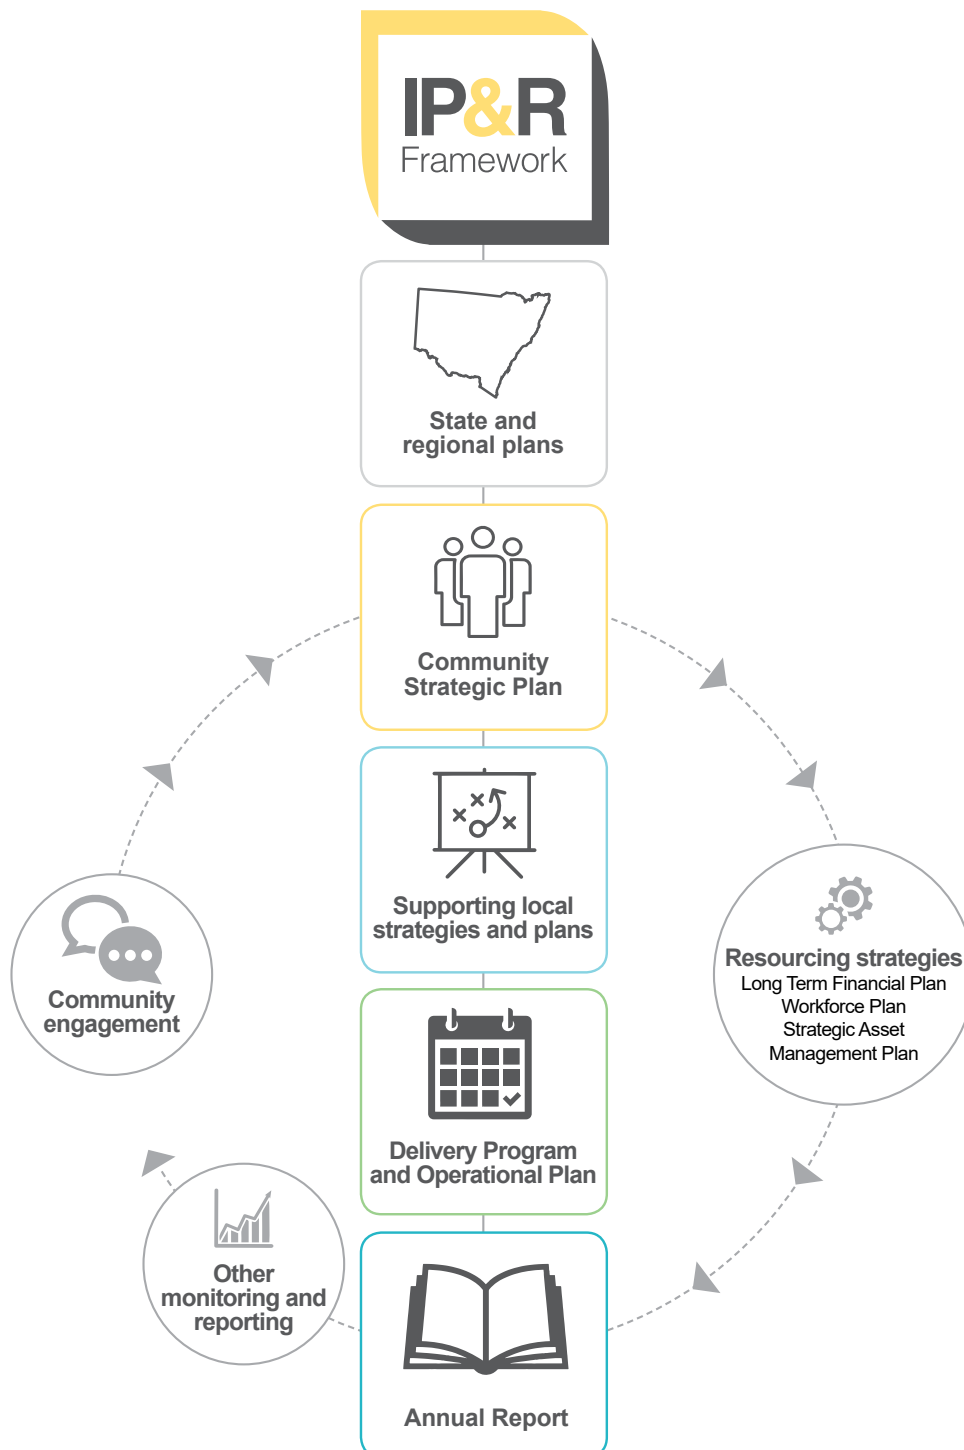 IP&R
Framework
State and
regional plans
Community
Strategic Plan
Supporting local
strategies and plans
Community
engagement
Resourcing strategies
Long Term Financial Plan
Workforce Plan
Strategic Asset
Management Plan
Delivery Program
and Operational Plan
Other
monitoring and
reporting
Annual Report